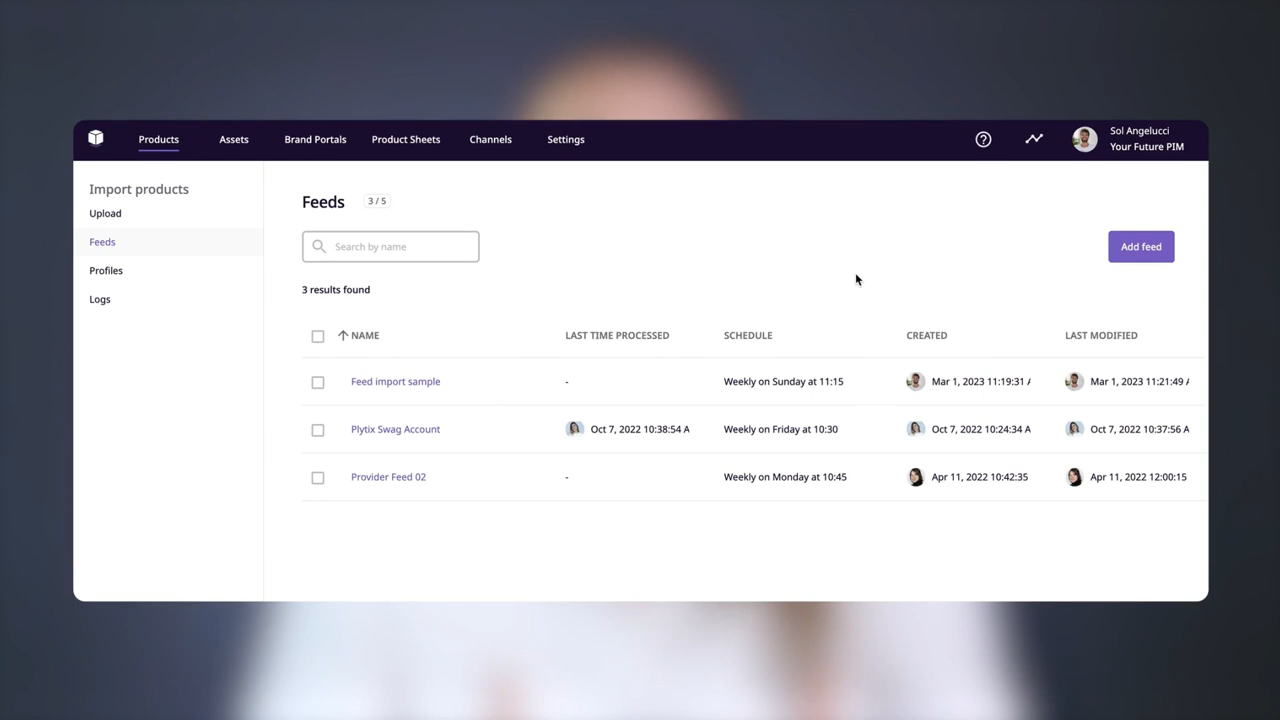 Products Assets Brand Portals Product Sheets Channels Settings
Sol Angelucci
Your Future PIM
Import products
Upload
Feeds
Profiles
Logs
Feeds 3 / 5
Search by name
Add feed
3 results found
NAME LAST TIME PROCESSED SCHEDULE CREATED LAST MODIFIED
Feed import sample - Weekly on Sunday at 11:15 Mar 1, 2023 11:19:31 A Mar 1, 2023 11:21:49 A
Plytix Swag Account Oct 7, 2022 10:38:54 A Weekly on Friday at 10:30 Oct 7, 2022 10:24:34 A Oct 7, 2022 10:37:56 A
Provider Feed 02 - Weekly on Monday at 10:45 Apr 11, 2022 10:42:35 Apr 11, 2022 12:00:15